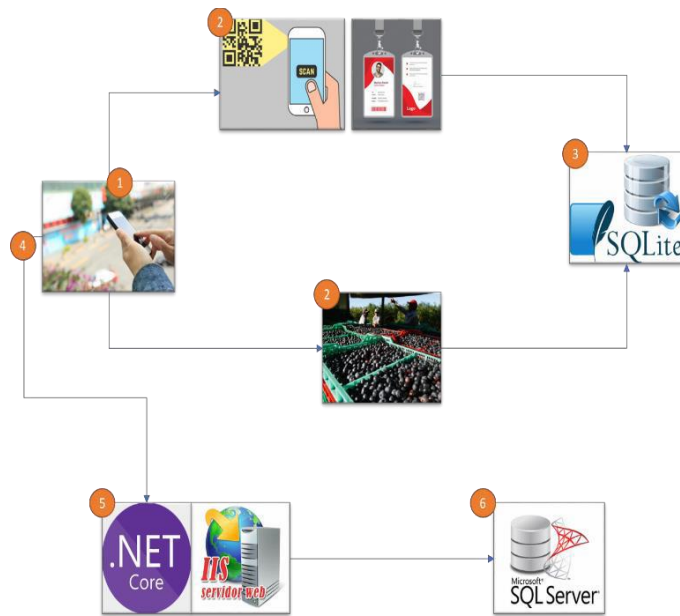 2
SCAN
3
1
SQLite
4
2
5
6
.NET
Core
IIS
servidor web
Microsoft®
SQL Server®